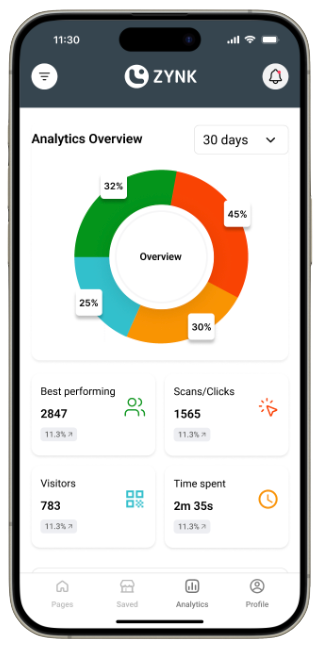 11:30
ZYNK
Analytics Overview
30 days
32%
45%
Overview
25%
30%
Best performing
2847
11.3%
Scans/Clicks
1565
11.3%
Visitors
783
11.3%
Time spent
2m 35s
11.3%
Pages
Saved
Analytics
Profile